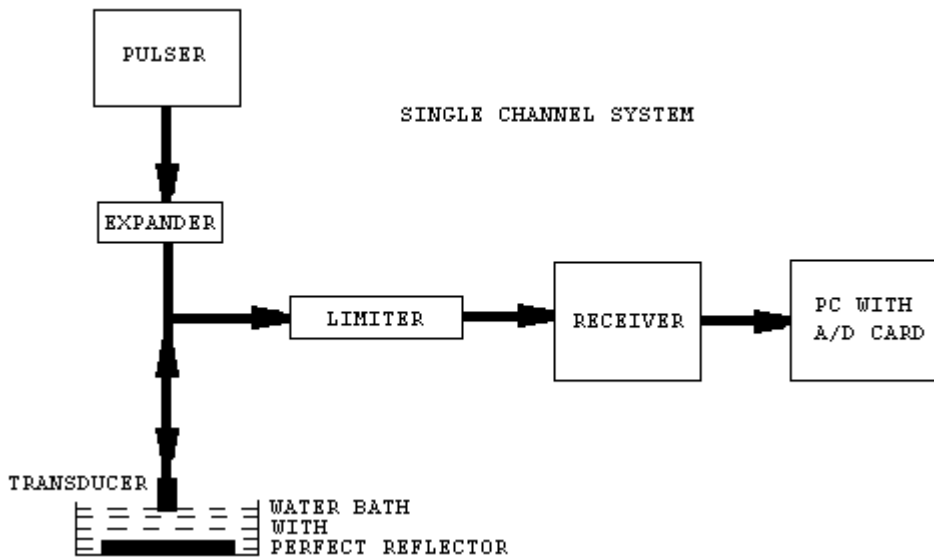 PULSER
SINGLE CHANNEL SYSTEM
EXPANDER
LIMITER
RECEIVER
PC WITH
A/D CARD
TRANSDUCER
WATER BATH
WITH
PERFECT REFLECTOR